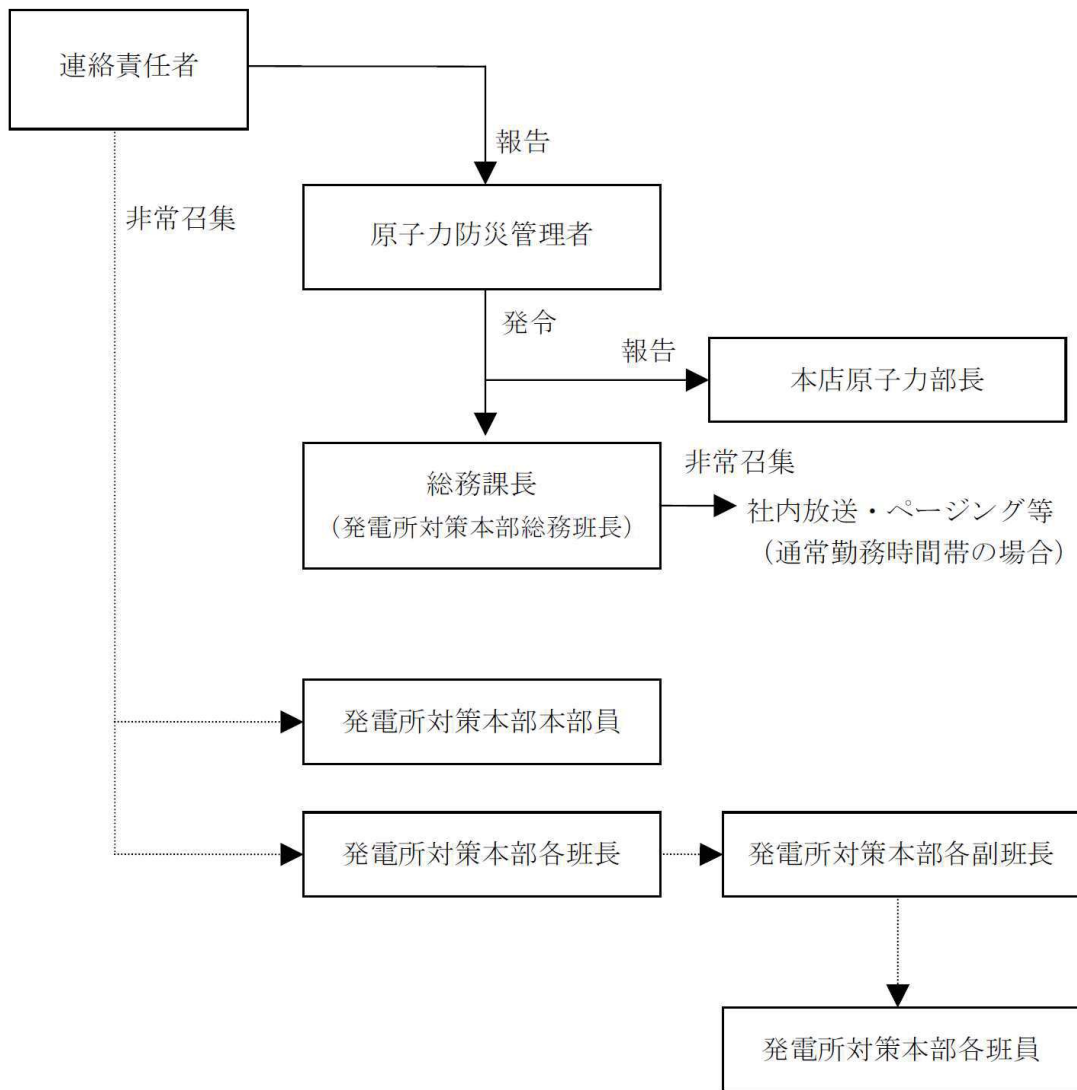 連絡責任者
報告
非常召集
原子力防災管理者
発令
報告
本店原子力部長
総務課長
（発電所対策本部総務班長）
非常召集
社内放送・ページング等
（通常勤務時間帯の場合）
発電所対策本部本部員
発電所対策本部各班長
発電所対策本部各副班長
発電所対策本部各班員